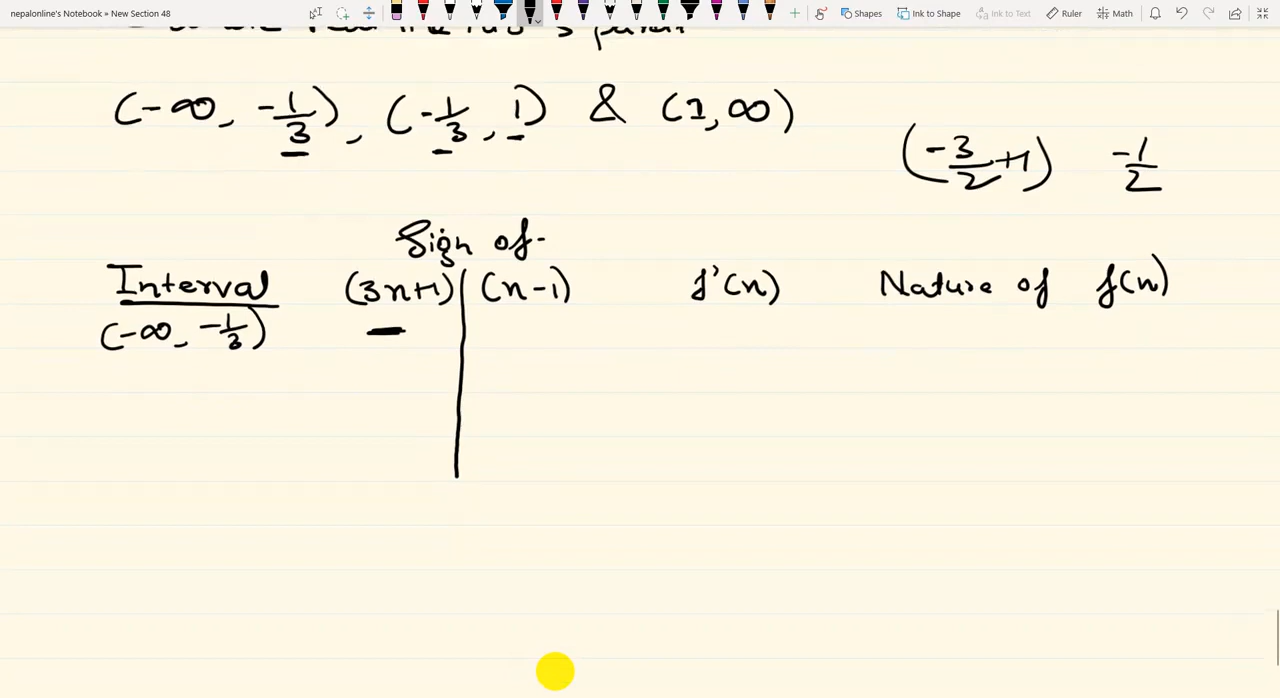 nepalonline's Notebook » New Section 48
Shapes Ink to Shape Ink to Text Ruler Math
(-∞, -1/3), (-1/3, 1) & (1, ∞)
(-3/2+1) -1/2
Sign of
Interval (3x+1) (x-1) f'(x) Nature of f(x)
(-∞, -1/3) —